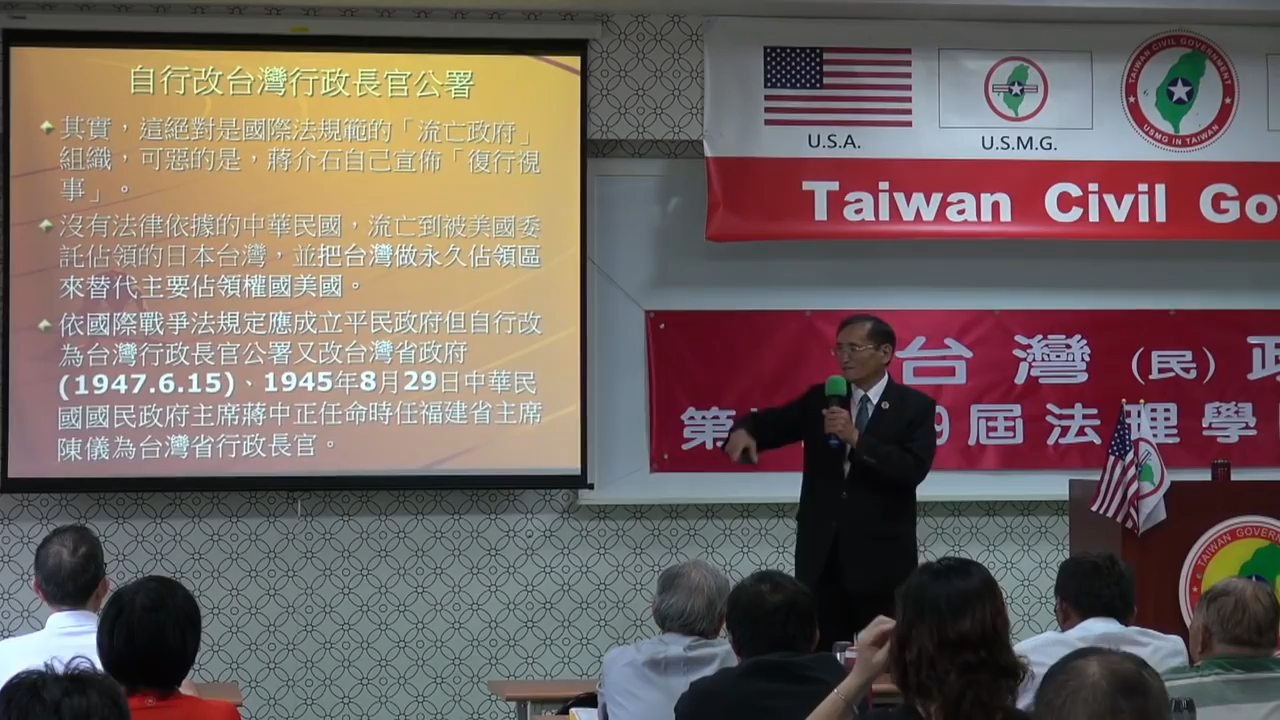 自行改台灣行政長官公署
其實，這絕對是國際法規範的「流亡政府」
組織，可惡的是，蔣介石自己宣佈「復行視
事」。
沒有法律依據的中華民國，流亡到被美國委
託佔領的日本台灣，並把台灣做永久佔領區
來替代主要佔領權國美國。
依國際戰爭法規定應成立平民政府但自行改
為台灣行政長官公署又改台灣省政府
(1947.6.15)、1945年8月29日中華民
國國民政府主席蔣中正任命時任福建省主席
陳儀為台灣省行政長官。
U.S.A.
U.S.M.G.
TAIWAN CIVIL GOVERNMENT
USMG IN TAIWAN
Taiwan Civil Go
台灣（民）政
第 9屆法理學
TAIWAN GOVERN